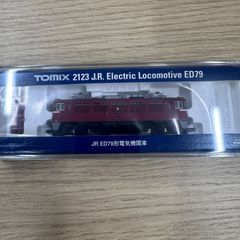 TOMIX 2123 J.R. Electric Locomotive ED79
JR ED79形電気機関車